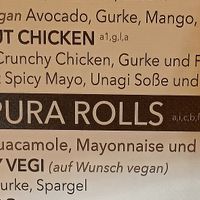 gan Avocado, Gurke, Mango,
UT CHICKEN a1,g,l,a
Crunchy Chicken, Gurke und F
Spicy Mayo, Unagi Soße und
PURA ROLLS a,i,c,b,f
uacamole, Mayonnaise und
VEGI (auf Wunsch vegan)
urke, Spargel